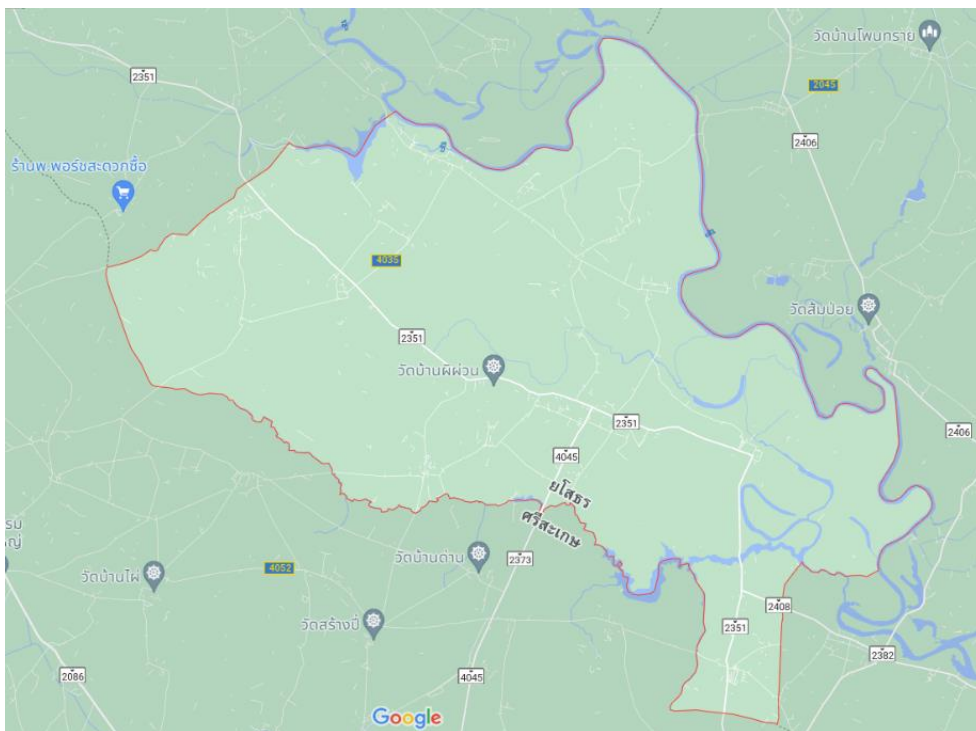 วัดบ้านโพนทราย
2351
2045
2406
ร้านพ.พอร์ชสะดวกซื้อ
4035
วัดส้มป่อย
2351
วัดบ้านผิผ่วน
2351
2406
4045
ยโสธร
ศรีสะเกษ
วัดบ้านด่าน
2373
วัดบ้านไผ่
4052
2408
วัดสร้างปี่
2351
2382
2086
4045
Google